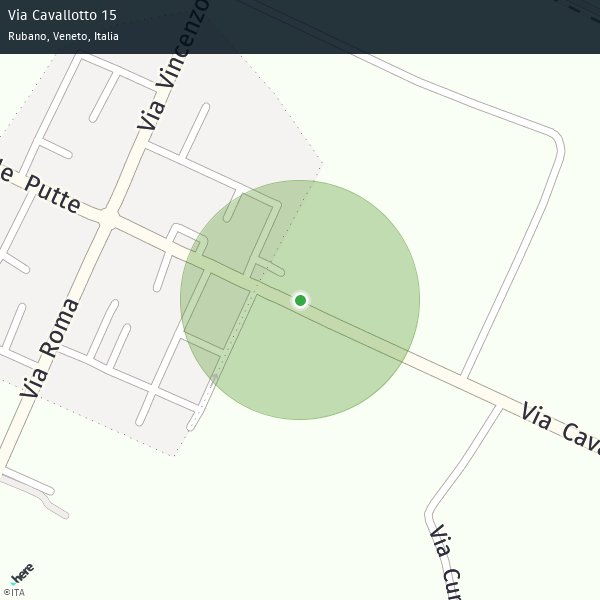 Via Cavallotto 15
Rubano, Veneto, Italia
Via Vincenzo
le Putte
Via Roma
Via Cava
Via Cur
here
©ITA